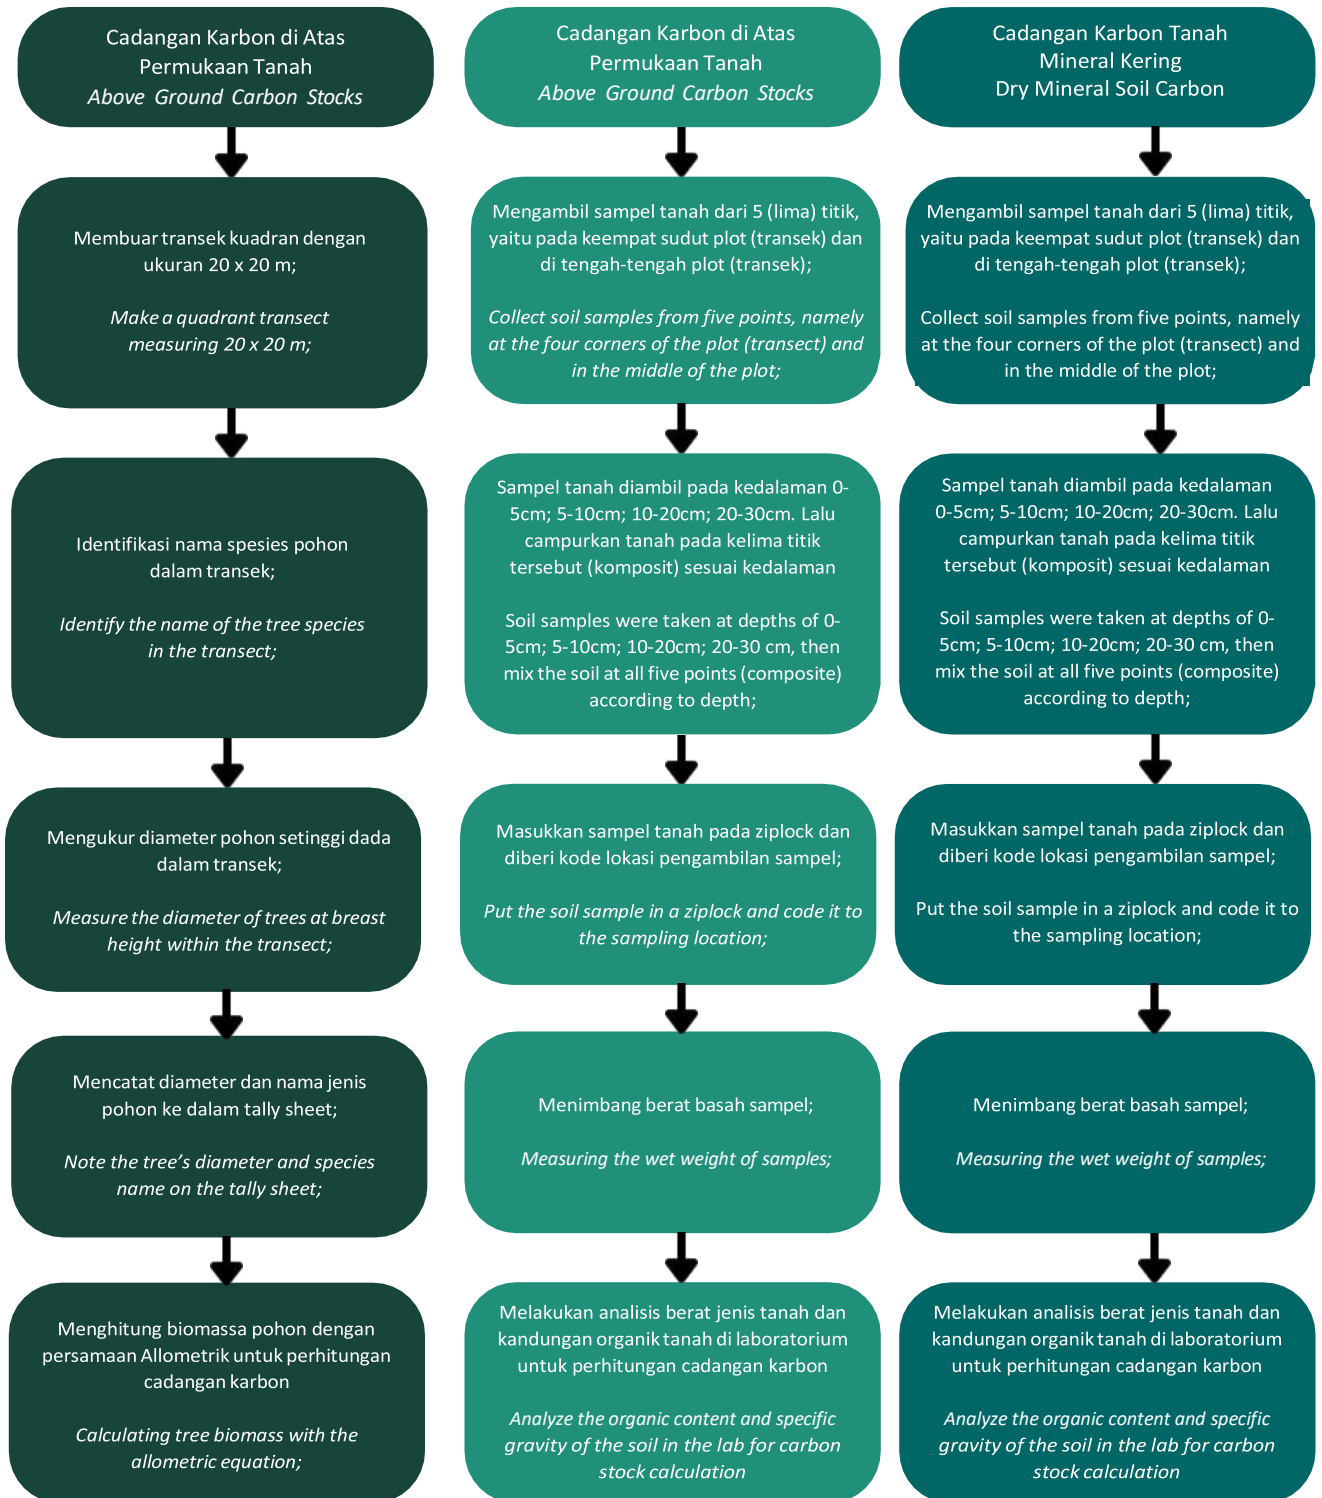 Cadangan Karbon di Atas
Permukaan Tanah
Above Ground Carbon Stocks
Membuar transek kuadran dengan
ukuran 20 x 20 m;
Make a quadrant transect
measuring 20 x 20 m;
Identifikasi nama spesies pohon
dalam transek;
Identify the name of the tree species
in the transect;
Mengukur diameter pohon setinggi dada
dalam transek;
Measure the diameter of trees at breast
height within the transect;
Mencatat diameter dan nama jenis
pohon ke dalam tally sheet;
Note the tree’s diameter and species
name on the tally sheet;
Menghitung biomassa pohon dengan
persamaan Allometrik untuk perhitungan
cadangan karbon
Calculating tree biomass with the
allometric equation;
Cadangan Karbon di Atas
Permukaan Tanah
Above Ground Carbon Stocks
Mengambil sampel tanah dari 5 (lima) titik,
yaitu pada keempat sudut plot (transek) dan
di tengah-tengah plot (transek);
Collect soil samples from five points, namely
at the four corners of the plot (transect) and
in the middle of the plot;
Sampel tanah diambil pada kedalaman 0-
5cm; 5-10cm; 10-20cm; 20-30cm. Lalu
campurkan tanah pada kelima titik
tersebut (komposit) sesuai kedalaman
Soil samples were taken at depths of 0-
5cm; 5-10cm; 10-20cm; 20-30 cm, then
mix the soil at all five points (composite)
according to depth;
Masukkan sampel tanah pada ziplock dan
diberi kode lokasi pengambilan sampel;
Put the soil sample in a ziplock and code it to
the sampling location;
Menimbang berat basah sampel;
Measuring the wet weight of samples;
Melakukan analisis berat jenis tanah dan
kandungan organik tanah di laboratorium
untuk perhitungan cadangan karbon
Analyze the organic content and specific
gravity of the soil in the lab for carbon
stock calculation
Cadangan Karbon Tanah
Mineral Kering
Dry Mineral Soil Carbon
Mengambil sampel tanah dari 5 (lima) titik,
yaitu pada keempat sudut plot (transek) dan
di tengah-tengah plot (transek);
Collect soil samples from five points, namely
at the four corners of the plot (transect) and
in the middle of the plot;
Sampel tanah diambil pada kedalaman
0-5cm; 5-10cm; 10-20cm; 20-30cm. Lalu
campurkan tanah pada kelima titik
tersebut (komposit) sesuai kedalaman
Soil samples were taken at depths of 0-
5cm; 5-10cm; 10-20cm; 20-30 cm, then
mix the soil at all five points (composite)
according to depth;
Masukkan sampel tanah pada ziplock dan
diberi kode lokasi pengambilan sampel;
Put the soil sample in a ziplock and code it to
the sampling location;
Menimbang berat basah sampel;
Measuring the wet weight of samples;
Melakukan analisis berat jenis tanah dan
kandungan organik tanah di laboratorium
untuk perhitungan cadangan karbon
Analyze the organic content and specific
gravity of the soil in the lab for carbon
stock calculation